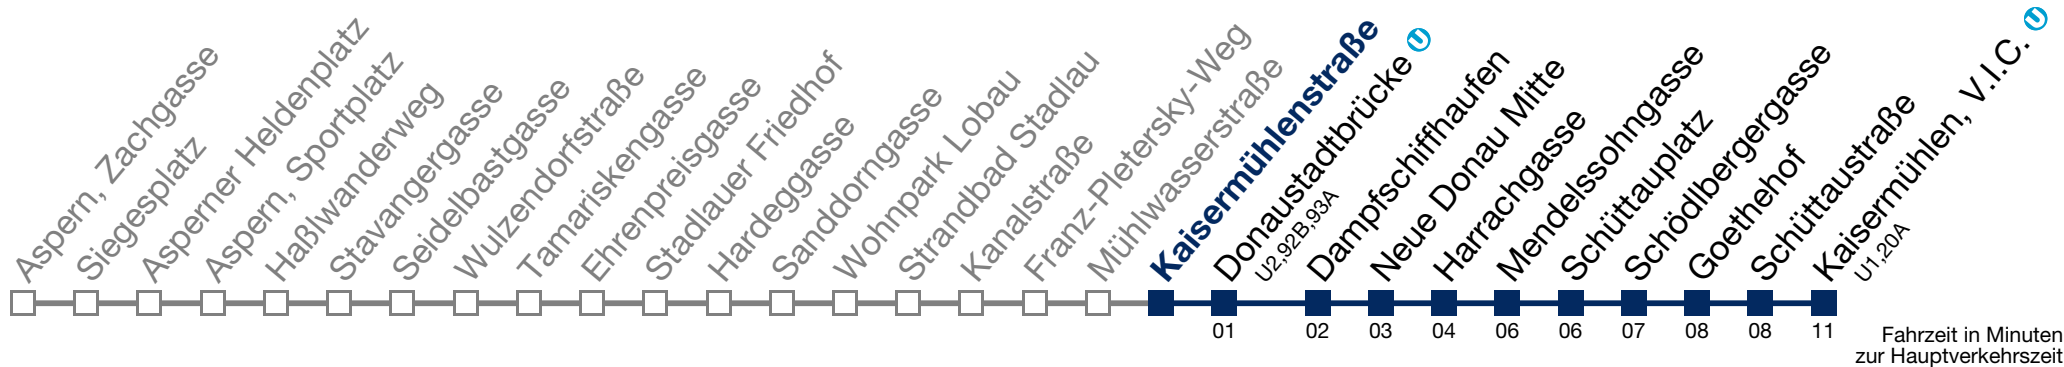 Aspern, Zachgasse
Siegesplatz
Asperner Heldenplatz
Aspern, Sportplatz
Haßlwanderweg
Stavangergasse
Seidelbastgasse
Wulzendorfstraße
Tamariskengasse
Ehrenpreisgasse
Stadlauer Friedhof
Hardeggasse
Sanddorngasse
Wohnpark Lobau
Strandbad Stadlau
Kanalstraße
Franz-Pletersky-Weg
Mühlwasserstraße
Kaisermühlenstraße
Donaustadtbrücke U
U2,92B,93A
Dampfschiffhaufen
Neue Donau Mitte
Harrachgasse
Mendelssohngasse
Schüttauplatz
Schödlbergergasse
Goethehof
Schüttaustraße
Kaisermühlen, V.I.C. U
U1,20A
01 02 03 04 06 06 07 08 08 11
Fahrzeit in Minuten
zur Hauptverkehrszeit